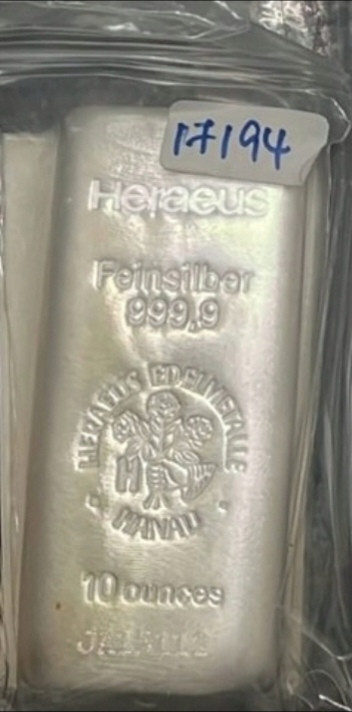 17194
Heraeus
Feinsilber
999,9
HERAEUS EDELMETALLE
H
HANAU
10 ounces